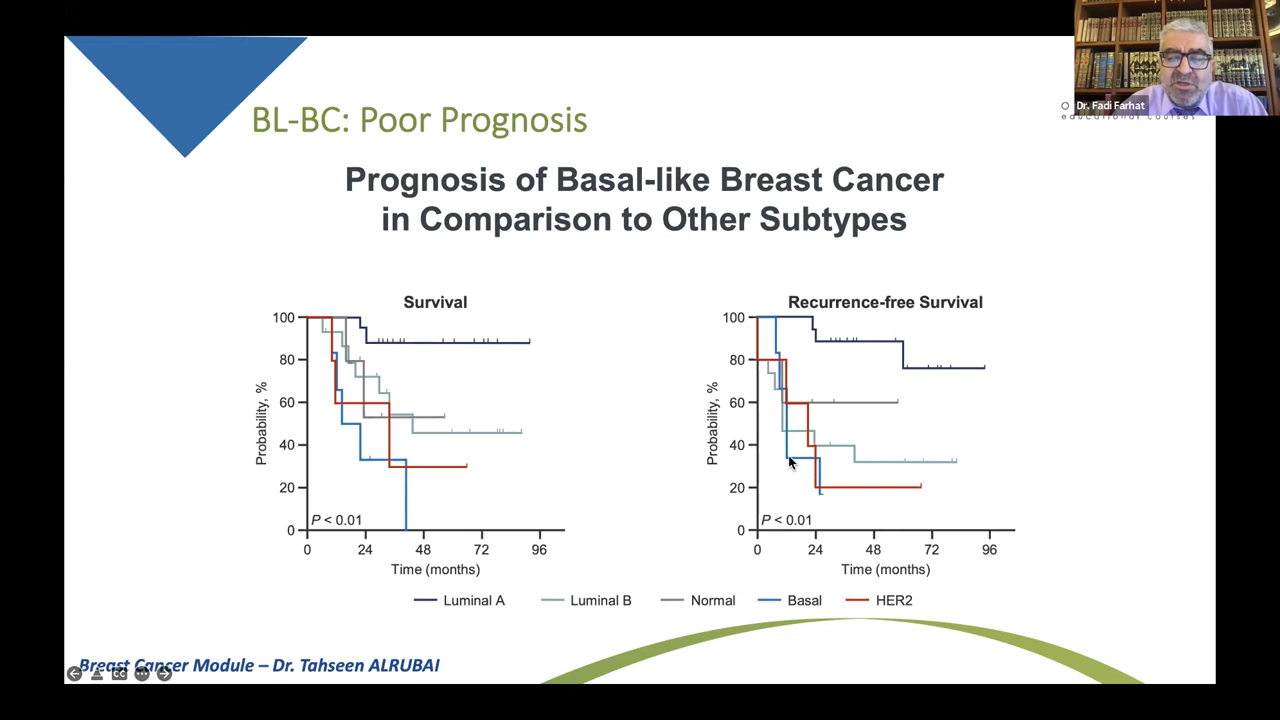 Dr. Fadi Farhat
educational courses
BL-BC: Poor Prognosis
Prognosis of Basal-like Breast Cancer
in Comparison to Other Subtypes
Survival
100
80
60
40
20
0
Probability, %
P < 0.01
0 24 48 72 96
Time (months)
Recurrence-free Survival
100
80
60
40
20
0
Probability, %
P < 0.01
0 24 48 72 96
Time (months)
Luminal A Luminal B Normal Basal HER2
Breast Cancer Module – Dr. Tahseen ALRUBAI
CC